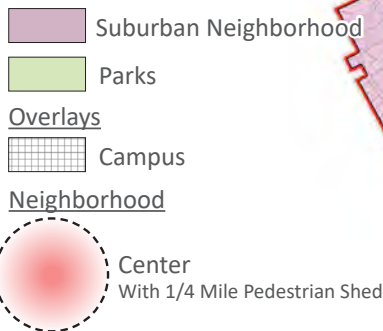 Suburban Neighborhood
Parks
Overlays
Campus
Neighborhood
Center
With 1/4 Mile Pedestrian Shed